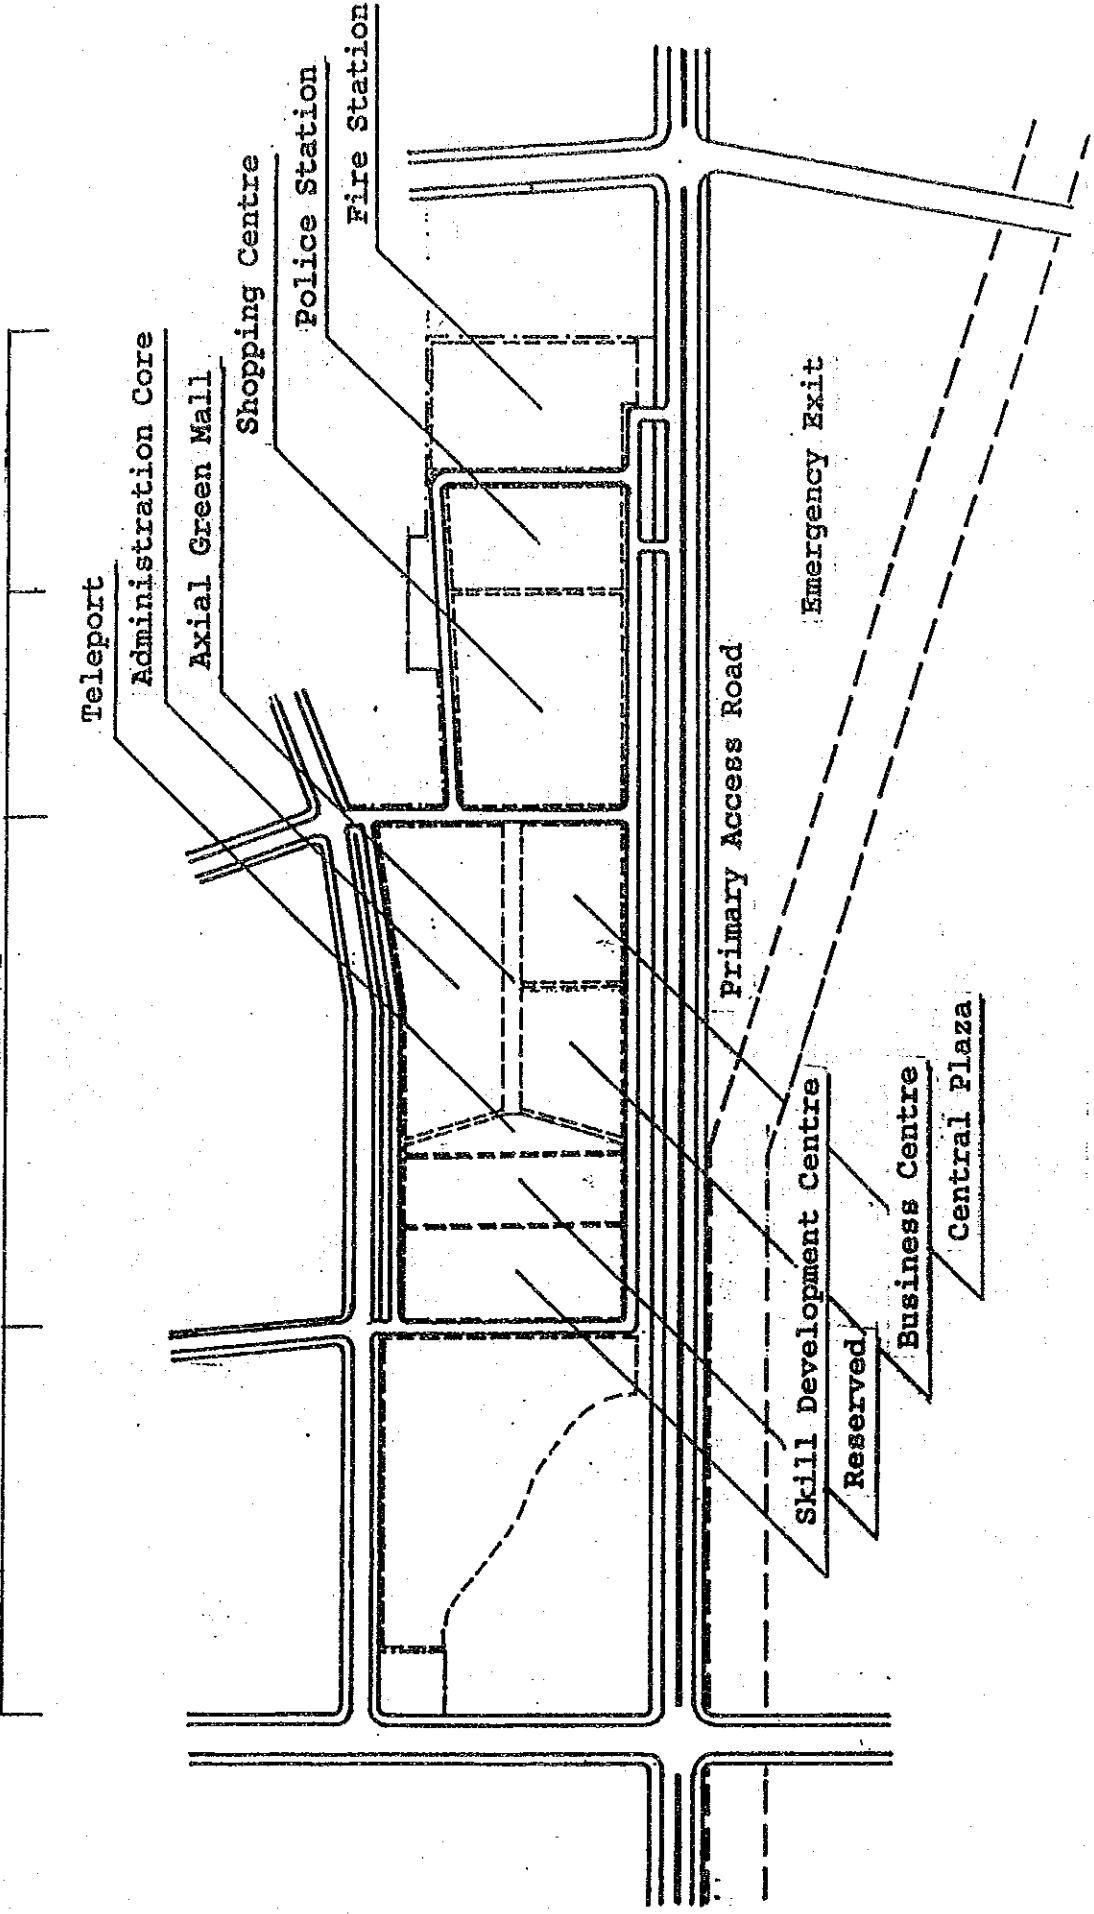 Teleport
Administration Core
Axial Green Mall
Shopping Centre
Police Station
Fire Station
Primary Access Road
Emergency Exit
Skill Development Centre
Reserved
Business Centre
Central Plaza